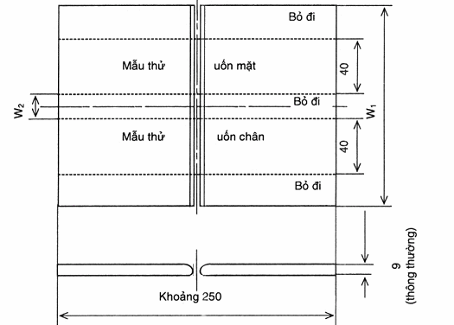 Bỏ đi
Mẫu thử uốn mặt
40
W2
Bỏ đi
W1
Mẫu thử uốn chân
40
Bỏ đi
9
(thông thường)
Khoảng 250